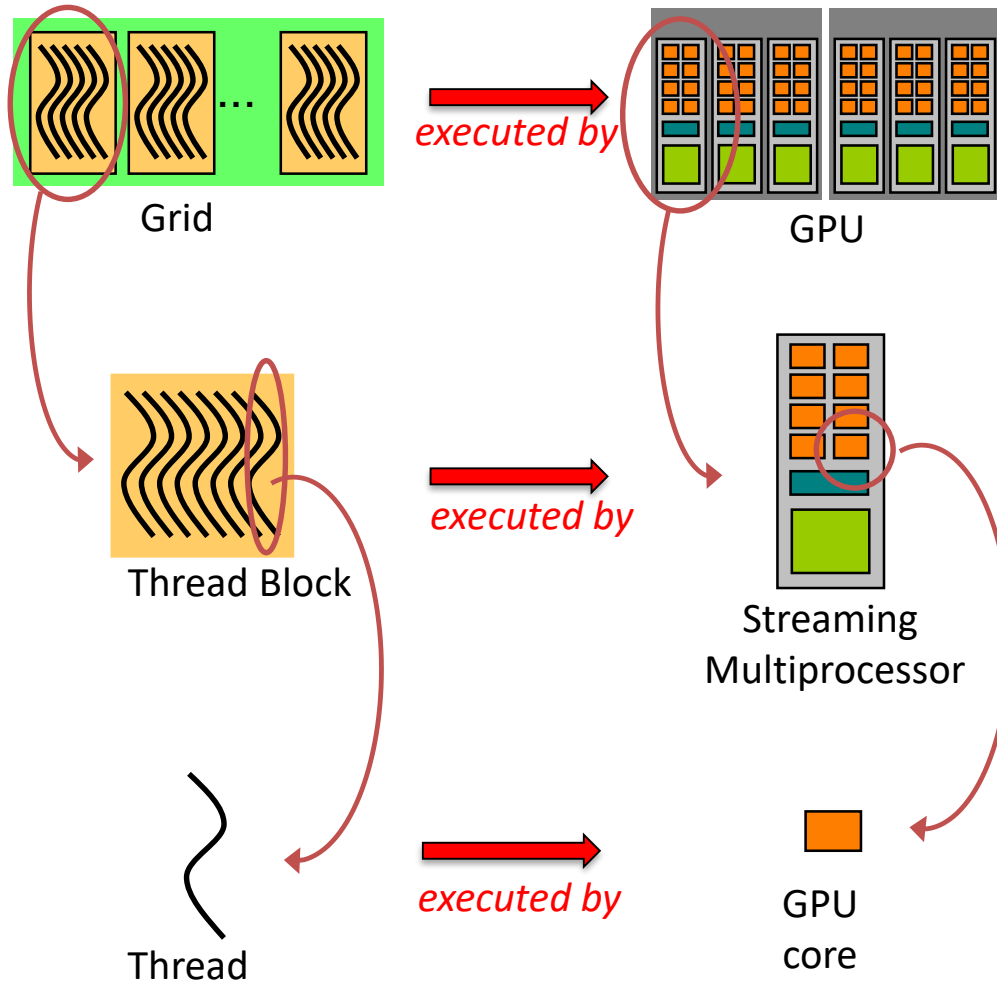 ...
executed by
Grid
GPU
executed by
Thread Block
Streaming
Multiprocessor
executed by
GPU
core
Thread